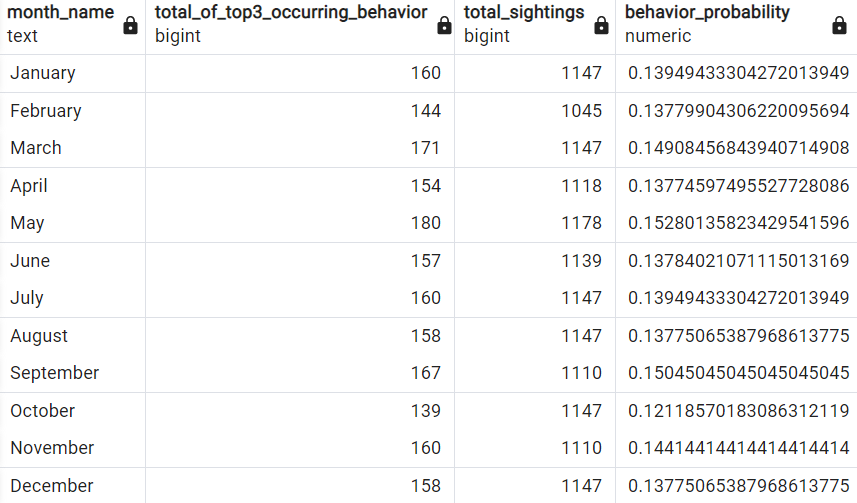 month_name total_of_top3_occurring_behavior total_sightings behavior_probability
text bigint bigint numeric
January 160 1147 0.13949433304272013949
February 144 1045 0.13779904306220095694
March 171 1147 0.14908456843940714908
April 154 1118 0.13774597495527728086
May 180 1178 0.15280135823429541596
June 157 1139 0.13784021071115013169
July 160 1147 0.13949433304272013949
August 158 1147 0.13775065387968613775
September 167 1110 0.15045045045045045045
October 139 1147 0.12118570183086312119
November 160 1110 0.14414414414414414414
December 158 1147 0.13775065387968613775